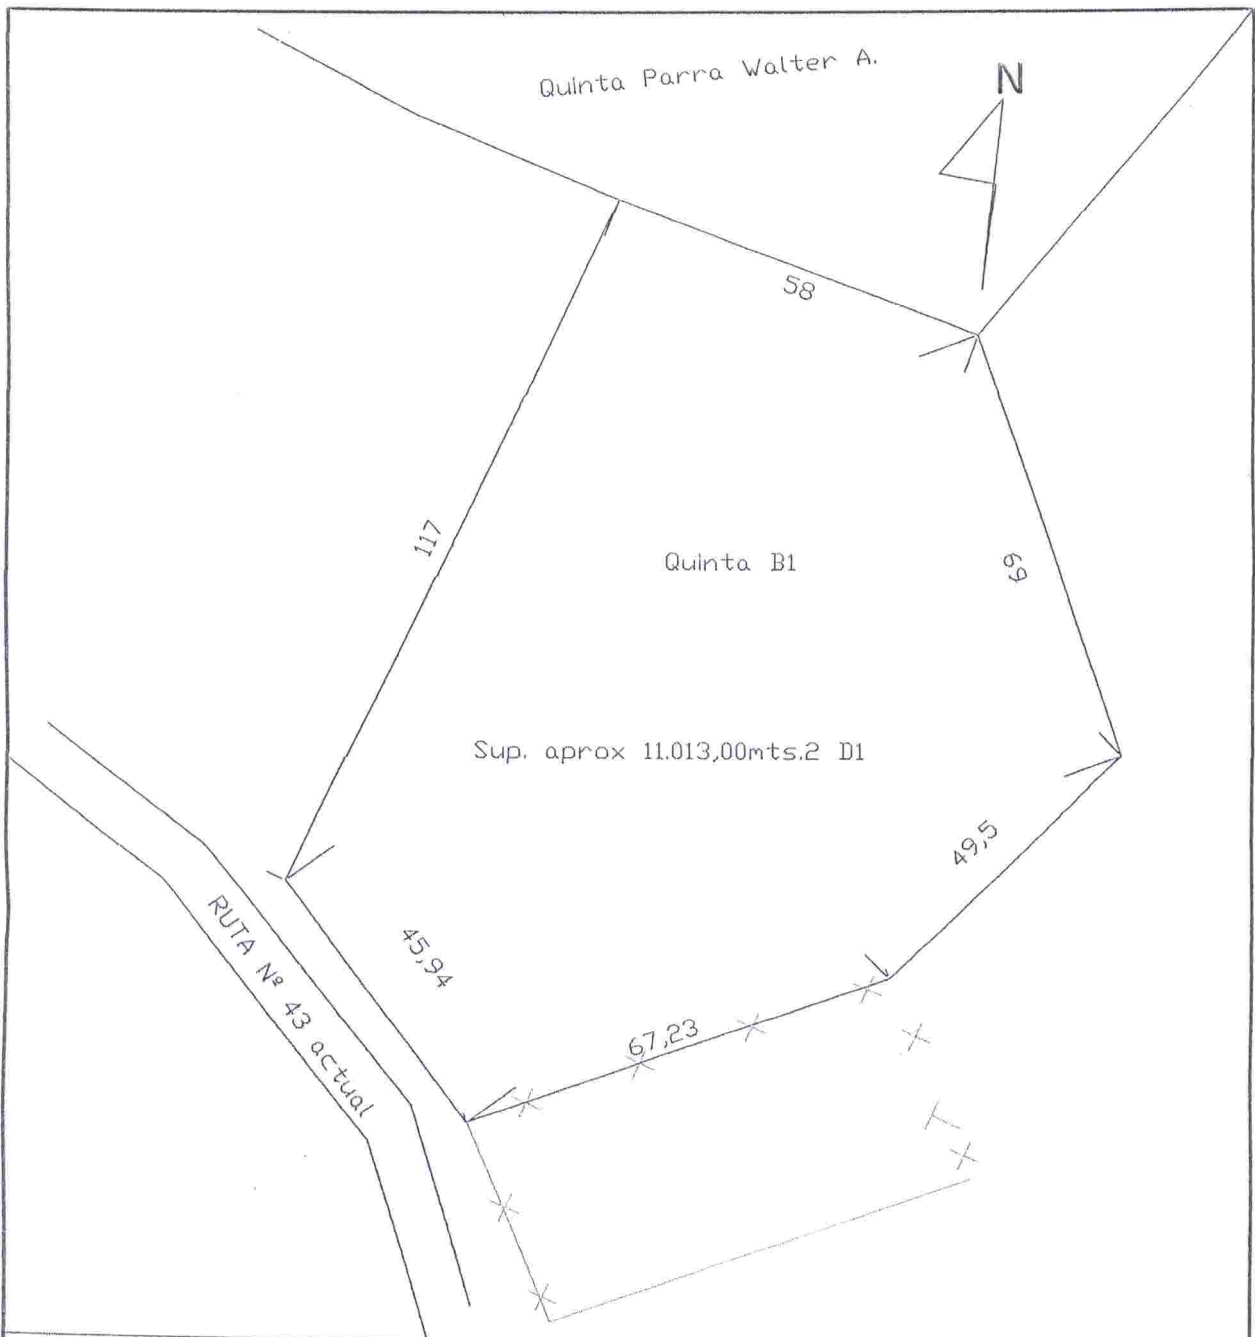 Quinta Parra Walter A.
N
58
117
Quinta B1
69
Sup. aprox 11.013,00mts.2 D1
49,5
45,94
RUTA Nº 43 actual
67,23